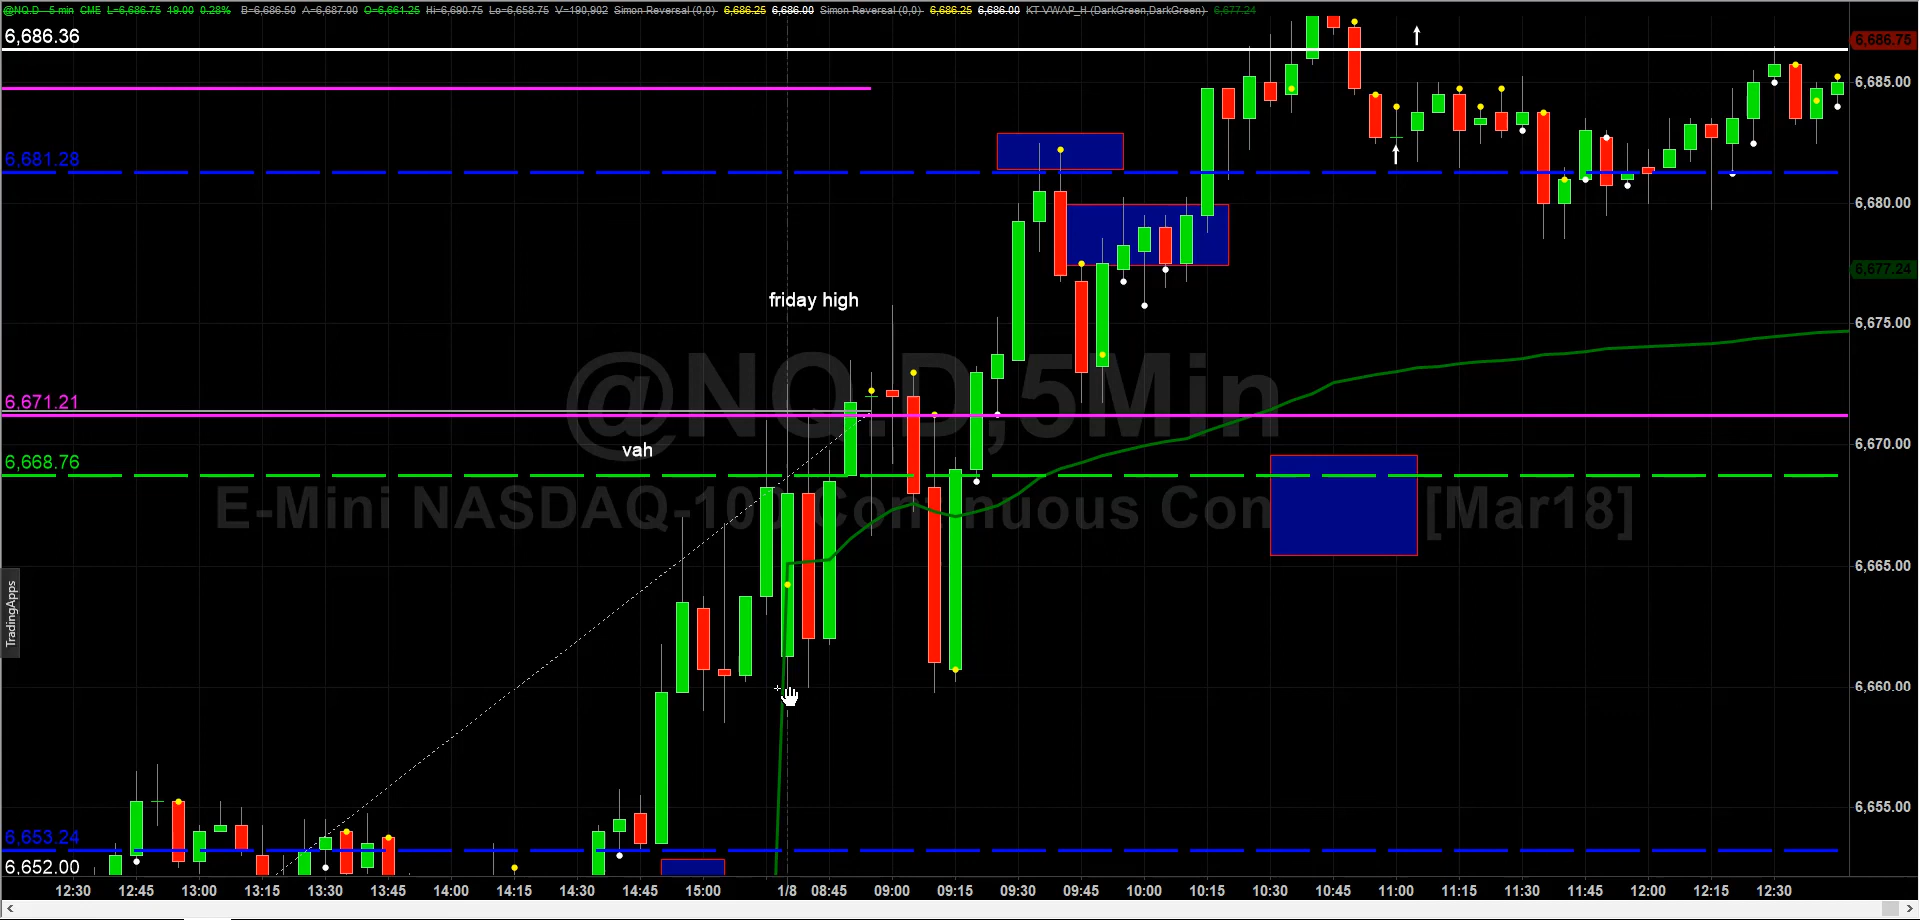 @NQ.D - 5 min CME L=6,686.75 19.00 0.28% B=6,686.50 A=6,687.00 O=6,661.25 Hi=6,690.75 Lo=6,658.75 V=190,902 Simon Reversal (0,0) 6,686.25 6,686.00 Simon Reversal (0,0) 6,686.25 6,686.00 KT VWAP_H (DarkGreen,DarkGreen) 6,677.24
6,686.36
6,686.75
6,685.00
6,681.28
6,680.00
6,677.24
friday high
6,675.00
@NQ.D,5Min
6,671.21
vah
6,670.00
6,668.76
E-Mini NASDAQ-100 Continuous Con [Mar18]
6,665.00
TradingApps
6,660.00
6,655.00
6,653.24
6,652.00
12:30 12:45 13:00 13:15 13:30 13:45 14:00 14:15 14:30 14:45 15:00 1/8 08:45 09:00 09:15 09:30 09:45 10:00 10:15 10:30 10:45 11:00 11:15 11:30 11:45 12:00 12:15 12:30